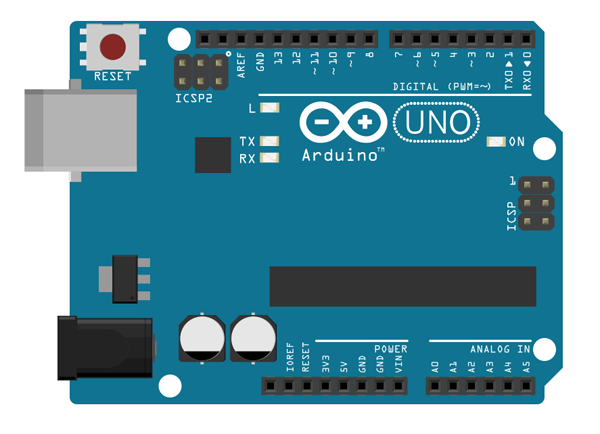 RESET
ICSP2
AREF
GND
13
12
~11
~10
~9
8
7
~6
~5
4
~3
2
TX0▶1
RX0◀0
DIGITAL (PWM=~)
L
TX
RX
Arduino™
UNO
ON
1
ICSP
POWER
ANALOG IN
IOREF
RESET
3V3
5V
GND
GND
VIN
A0
A1
A2
A3
A4
A5